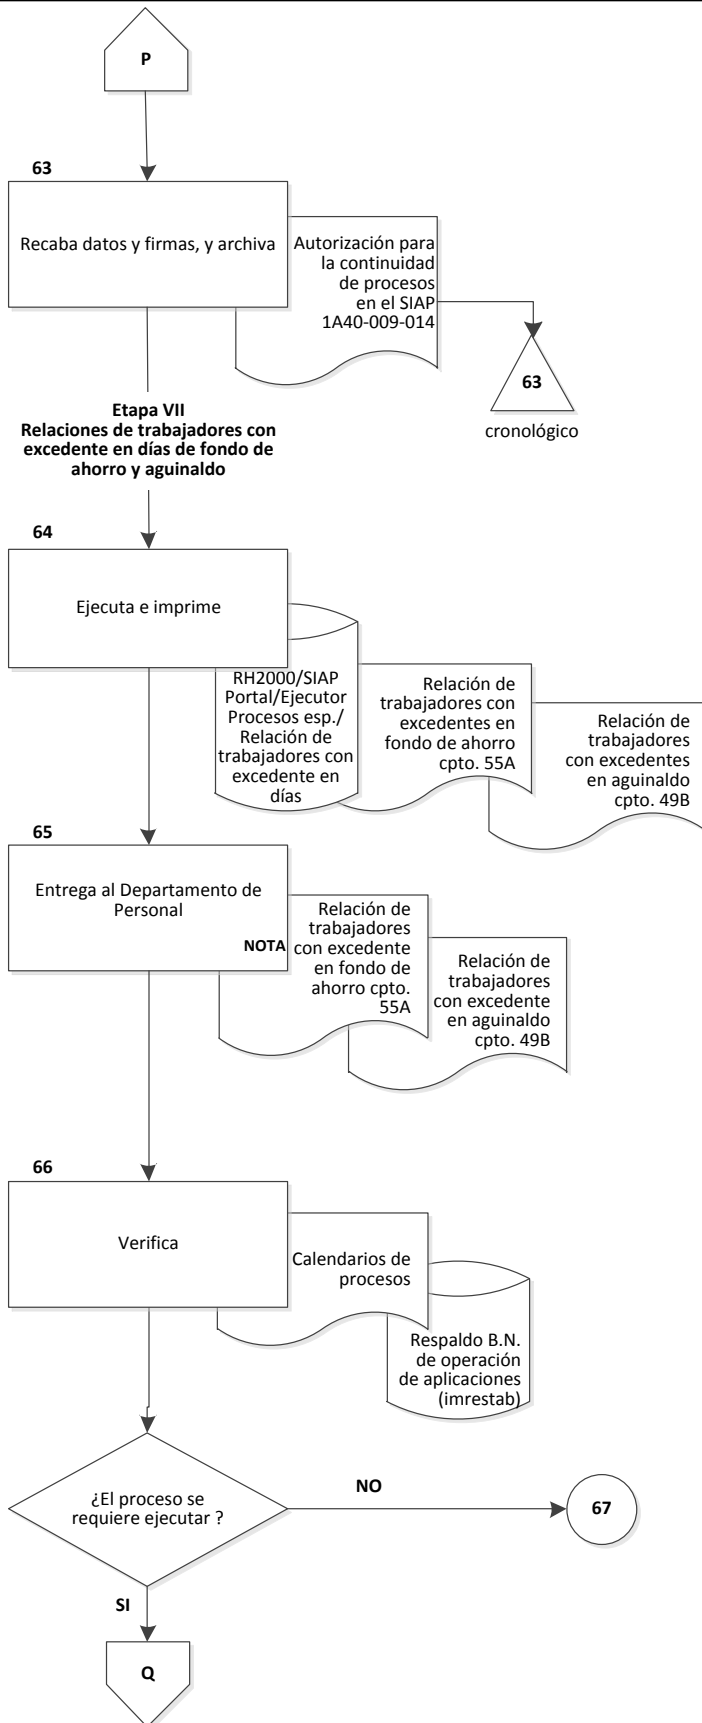 P
63
Recaba datos y firmas, y archiva
Autorización para
la continuidad
de procesos
en el SIAP
1A40-009-014
63
cronológico
Etapa VII
Relaciones de trabajadores con
excedente en días de fondo de
ahorro y aguinaldo
64
Ejecuta e imprime
RH2000/SIAP
Portal/Ejecutor
Procesos esp./
Relación de
trabajadores con
excedente en
días
Relación de
trabajadores con
excedentes en
fondo de ahorro
cpto. 55A
Relación de
trabajadores
con excedentes
en aguinaldo
cpto. 49B
65
Entrega al Departamento de
Personal
NOTA
Relación de
trabajadores
con excedente
en fondo de
ahorro cpto.
55A
Relación de
trabajadores
con excedente
en aguinaldo
cpto. 49B
66
Verifica
Calendarios de
procesos
Respaldo B.N.
de operación
de aplicaciones
(imrestab)
¿El proceso se
requiere ejecutar ?
NO
67
SI
Q